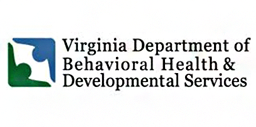 Virginia Department of
Behavioral Health &
Developmental Services